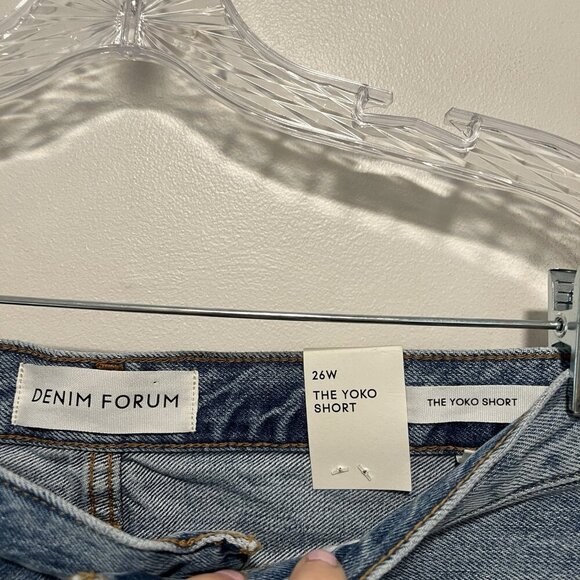 DENIM FORUM
26W
THE YOKO
SHORT
THE YOKO SHORT